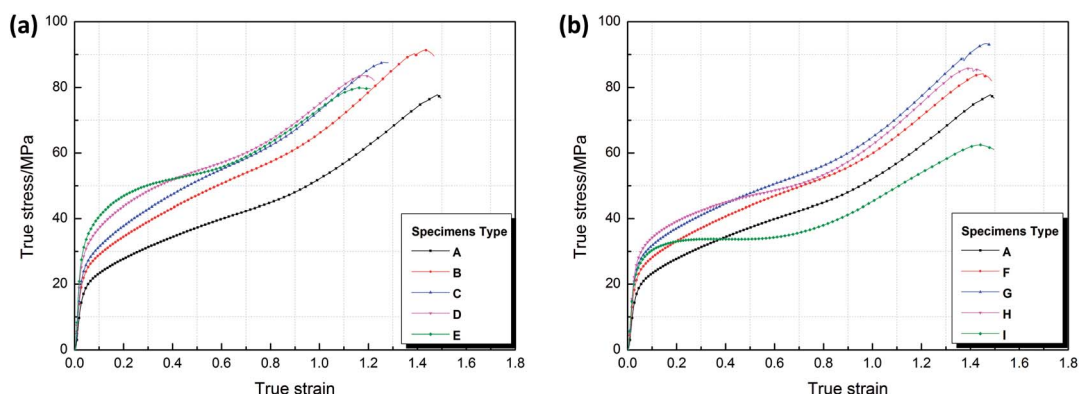 (a)
100
80
60
40
20
0
True stress/MPa
Specimens Type
A
B
C
D
E
0.0 0.2 0.4 0.6 0.8 1.0 1.2 1.4 1.6 1.8
True strain
(b)
100
80
60
40
20
0
True stress/MPa
Specimens Type
A
F
G
H
I
0.0 0.2 0.4 0.6 0.8 1.0 1.2 1.4 1.6 1.8
True strain